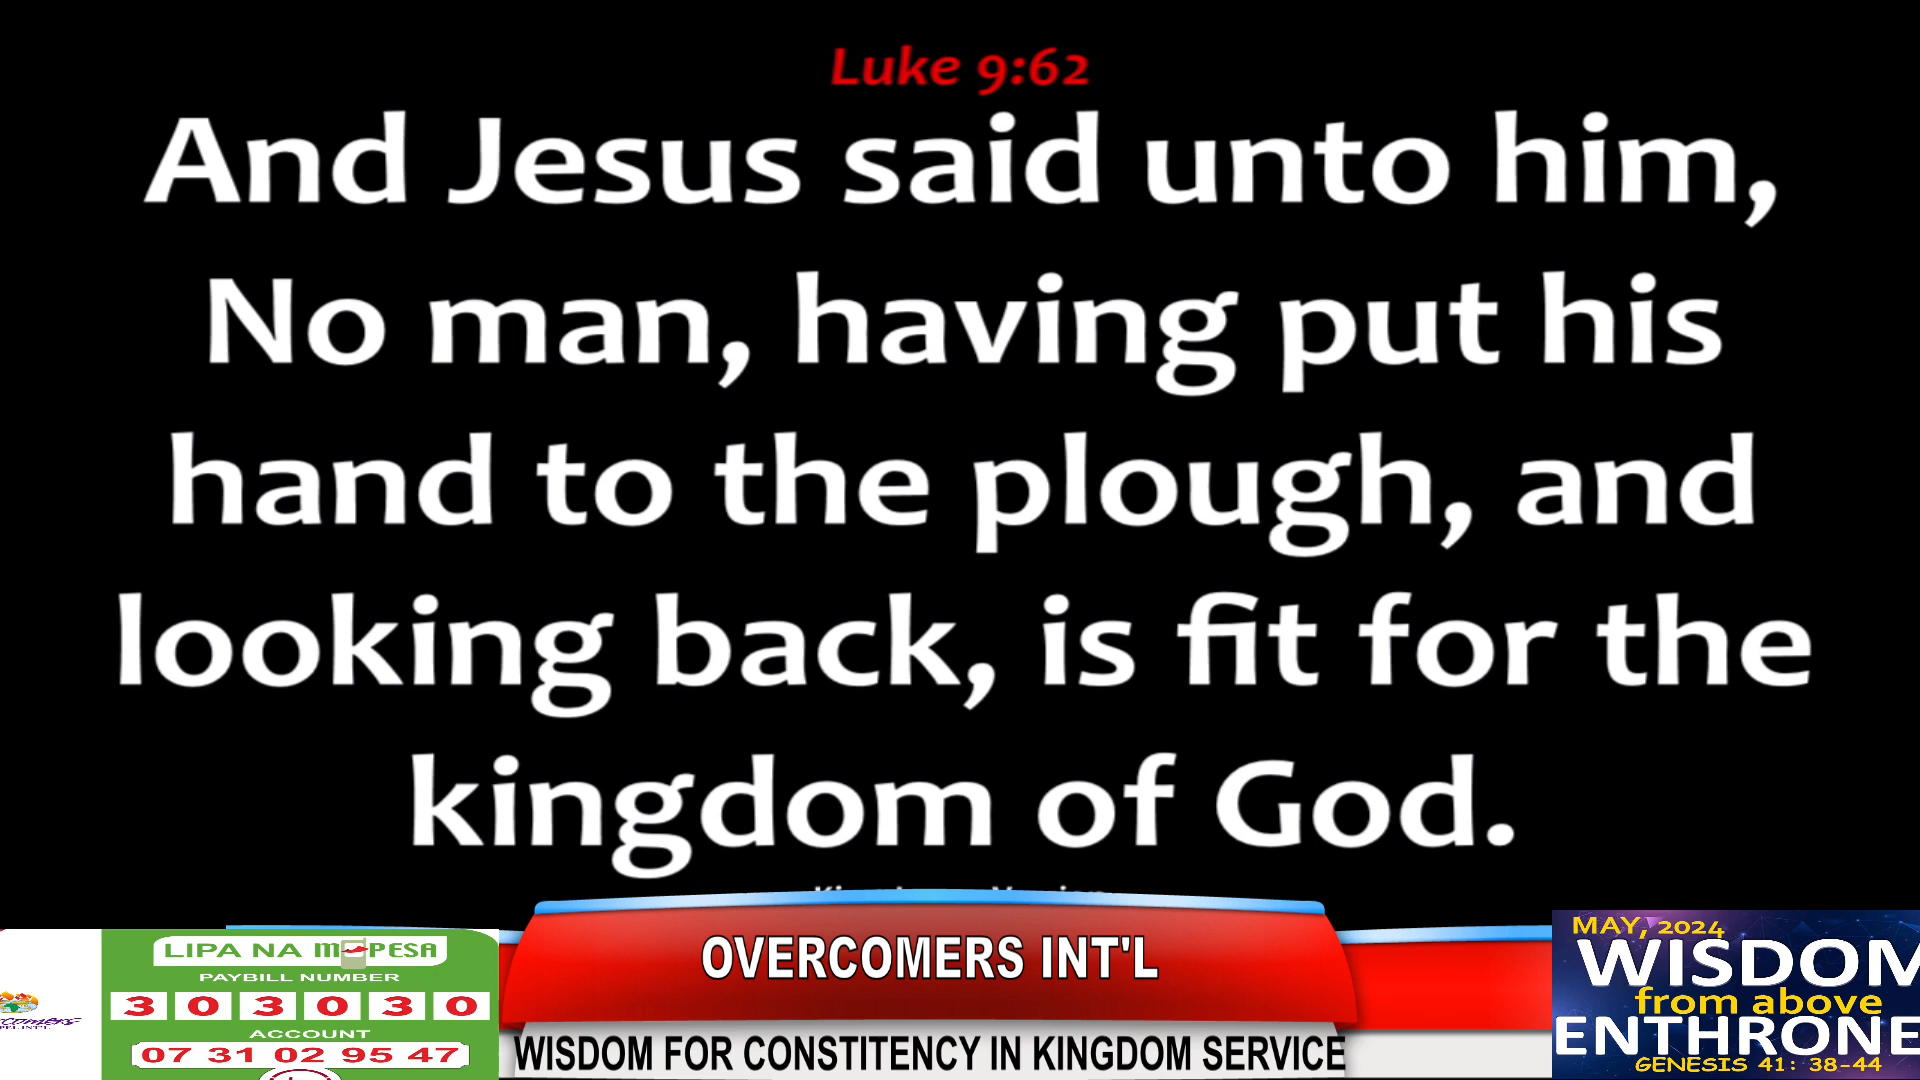 Luke 9:62
And Jesus said unto him,
No man, having put his
hand to the plough, and
looking back, is fit for the
kingdom of God.
OVERCOMERS INT'L
WISDOM FOR CONSTITENCY IN KINGDOM SERVICE
LIPA NA M-PESA
PAYBILL NUMBER
3 0 3 0 3 0
ACCOUNT
07 31 02 95 47
MAY, 2024
WISDOM
from above
ENTHRONE
GENESIS 41: 38-44